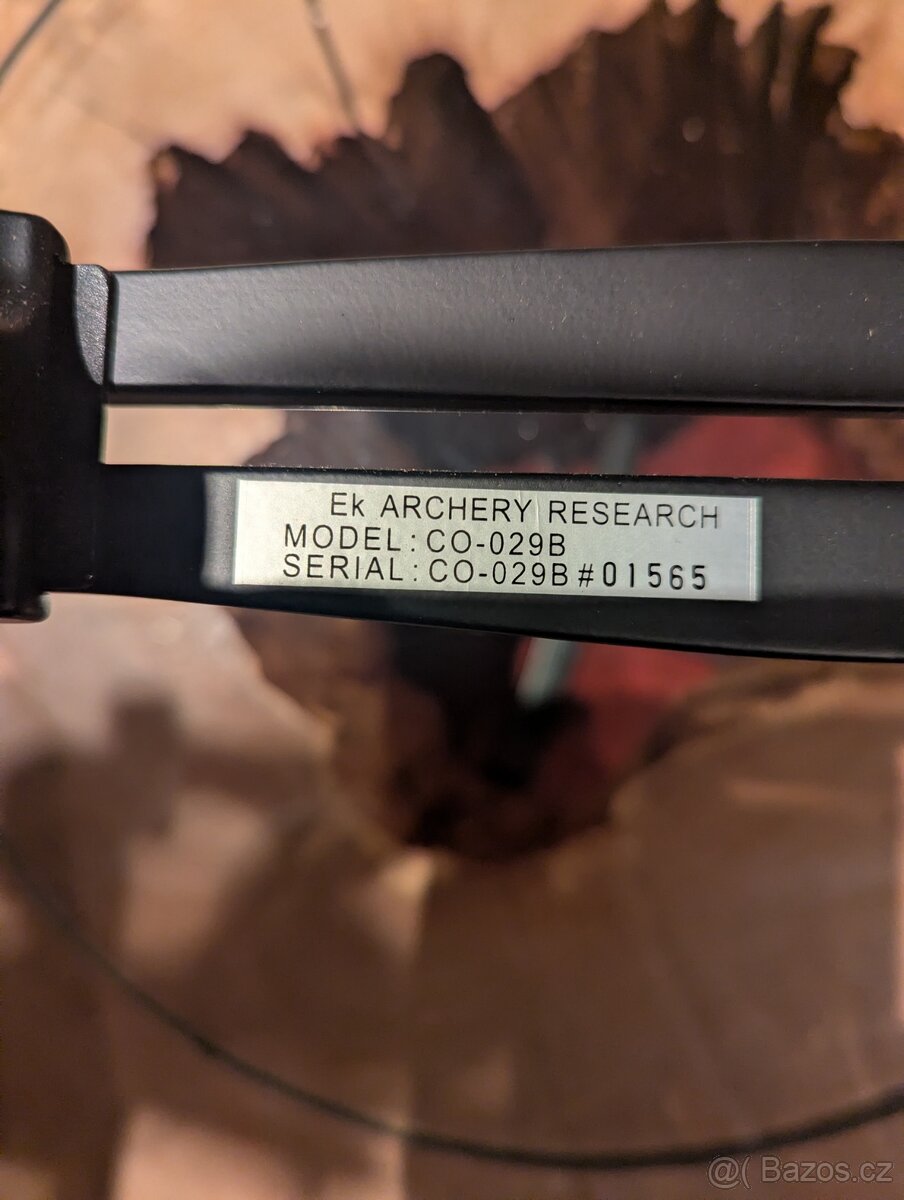 Ek ARCHERY RESEARCH
MODEL : CO-029B
SERIAL : CO-029B #01565
@( Bazos.cz